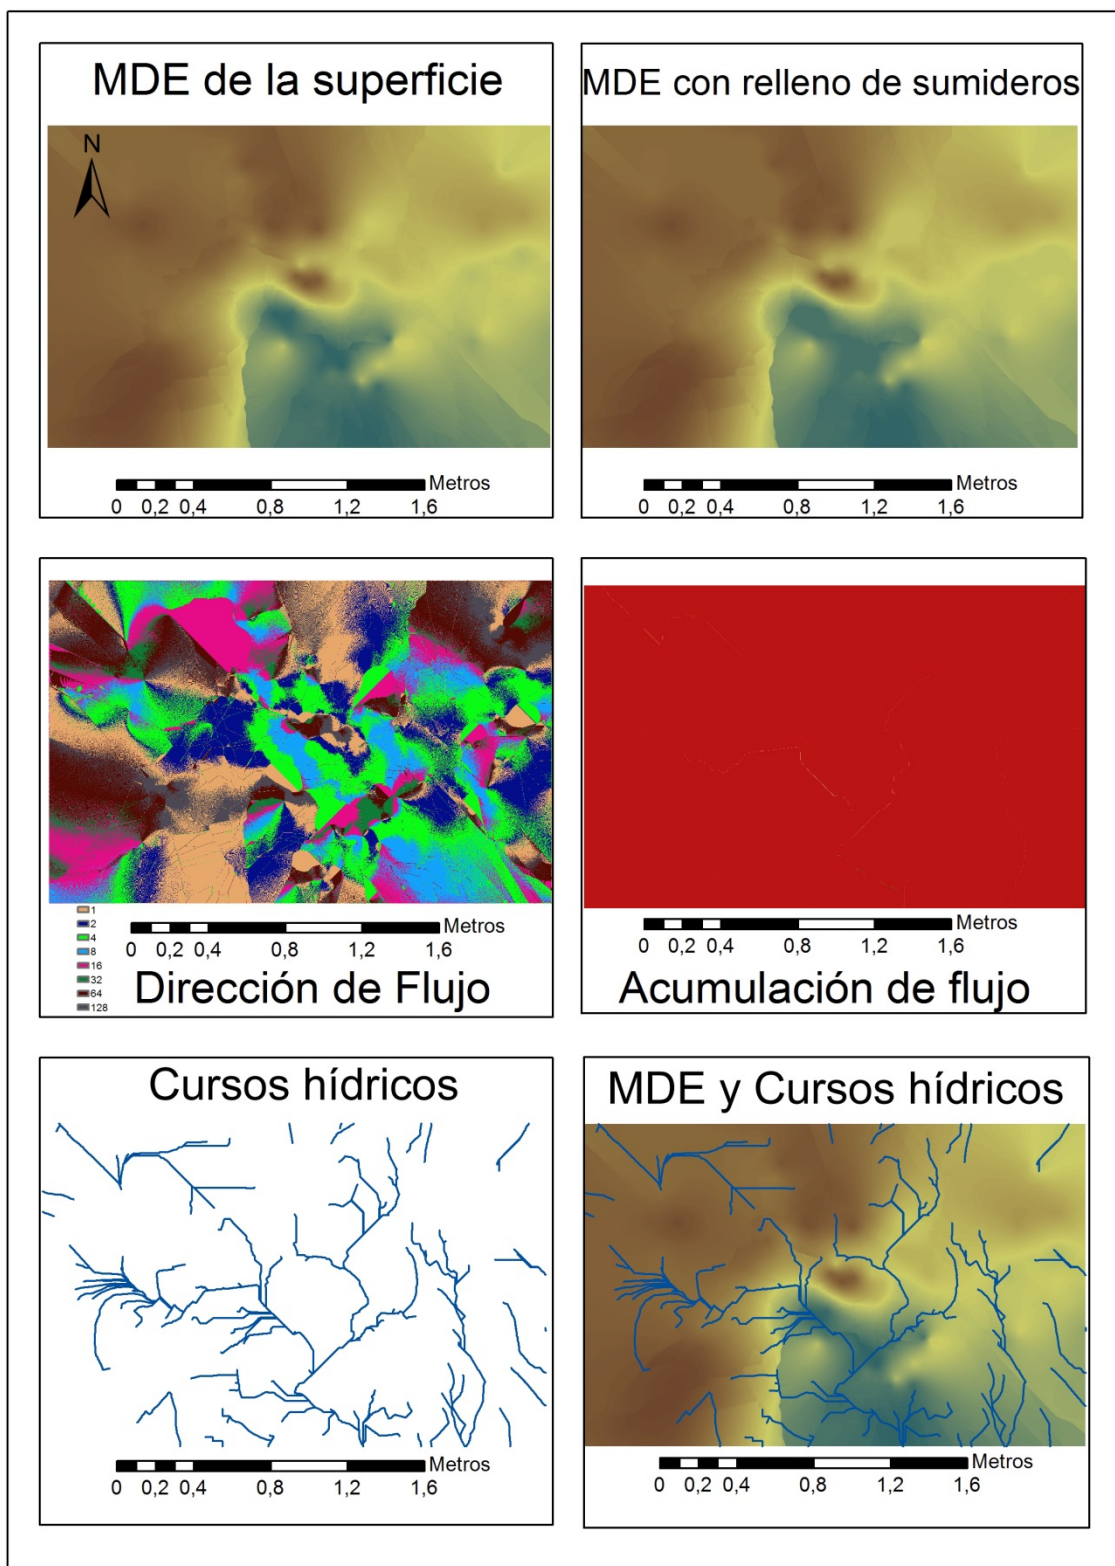 MDE de la superficie
N
Metros
0 0,2 0,4 0,8 1,2 1,6
MDE con relleno de sumideros
Metros
0 0,2 0,4 0,8 1,2 1,6
1
2
4
8
16
32
64
128
Metros
0 0,2 0,4 0,8 1,2 1,6
Dirección de Flujo
Metros
0 0,2 0,4 0,8 1,2 1,6
Acumulación de flujo
Cursos hídricos
Metros
0 0,2 0,4 0,8 1,2 1,6
MDE y Cursos hídricos
Metros
0 0,2 0,4 0,8 1,2 1,6